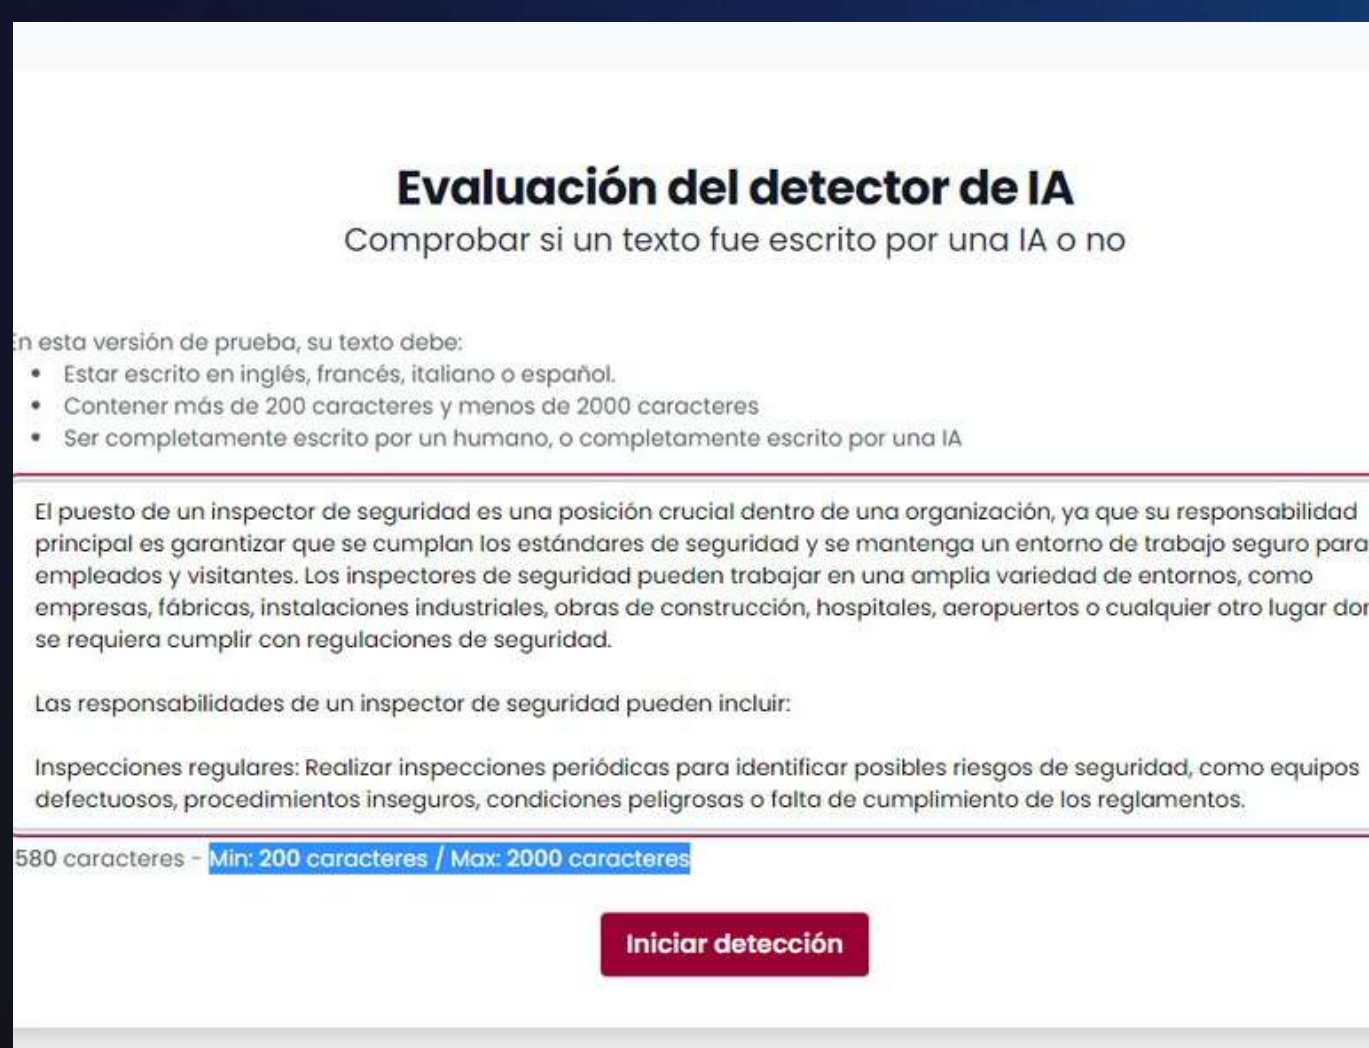 Evaluación del detector de IA
Comprobar si un texto fue escrito por una IA o no
En esta versión de prueba, su texto debe:
• Estar escrito en inglés, francés, italiano o español.
• Contener más de 200 caracteres y menos de 2000 caracteres
• Ser completamente escrito por un humano, o completamente escrito por una IA
El puesto de un inspector de seguridad es una posición crucial dentro de una organización, ya que su responsabilidad
principal es garantizar que se cumplan los estándares de seguridad y se mantenga un entorno de trabajo seguro para
empleados y visitantes. Los inspectores de seguridad pueden trabajar en una amplia variedad de entornos, como
empresas, fábricas, instalaciones industriales, obras de construcción, hospitales, aeropuertos o cualquier otro lugar
se requiera cumplir con regulaciones de seguridad.
Las responsabilidades de un inspector de seguridad pueden incluir:
Inspecciones regulares: Realizar inspecciones periódicas para identificar posibles riesgos de seguridad, como equipos
defectuosos, procedimientos inseguros, condiciones peligrosas o falta de cumplimiento de los reglamentos.
580 caracteres - Min: 200 caracteres / Max: 2000 caracteres
Iniciar detección